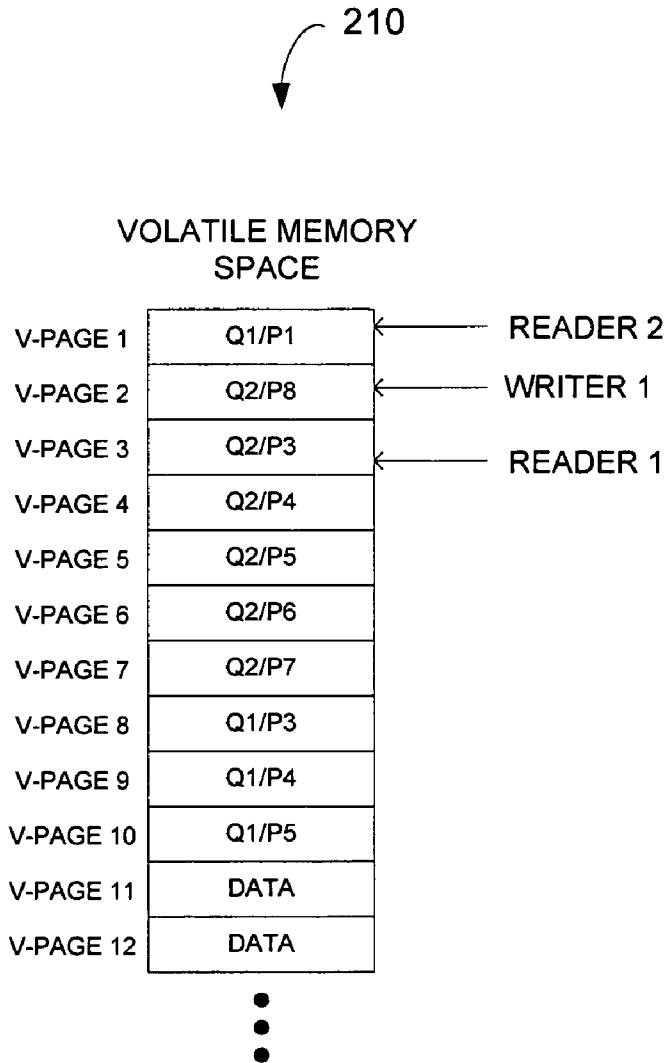 210
VOLATILE MEMORY
SPACE
V-PAGE 1 Q1/P1 READER 2
V-PAGE 2 Q2/P8 WRITER 1
V-PAGE 3 Q2/P3 READER 1
V-PAGE 4 Q2/P4
V-PAGE 5 Q2/P5
V-PAGE 6 Q2/P6
V-PAGE 7 Q2/P7
V-PAGE 8 Q1/P3
V-PAGE 9 Q1/P4
V-PAGE 10 Q1/P5
V-PAGE 11 DATA
V-PAGE 12 DATA